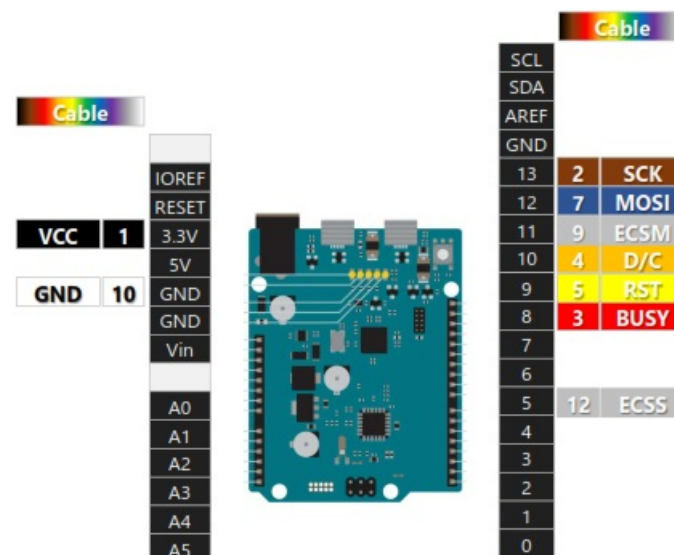 Cable
SCL
SDA
AREF
GND
13 2 SCK
12 7 MOSI
11 9 ECSM
10 4 D/C
9 5 RST
8 3 BUSY
7
6
5 12 ECSS
4
3
2
1
0
Cable
IOREF
RESET
VCC 1 3.3V
5V
GND 10 GND
GND
Vin
A0
A1
A2
A3
A4
A5